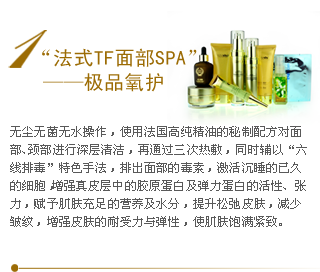 1 “法式TF面部SPA”
——极品氧护
无尘无菌无水操作，使用法国高纯精油的秘制配方对面
部、颈部进行深层清洁，再通过三次热敷，同时辅以“六
线排毒”特色手法，排出面部的毒素，激活沉睡的已久
的细胞，增强真皮层中的胶原蛋白及弹力蛋白的活性、张
力，赋予肌肤充足的营养及水分，提升松弛皮肤，减少
皱纹，增强皮肤的耐受力与弹性，使肌肤饱满紧致。